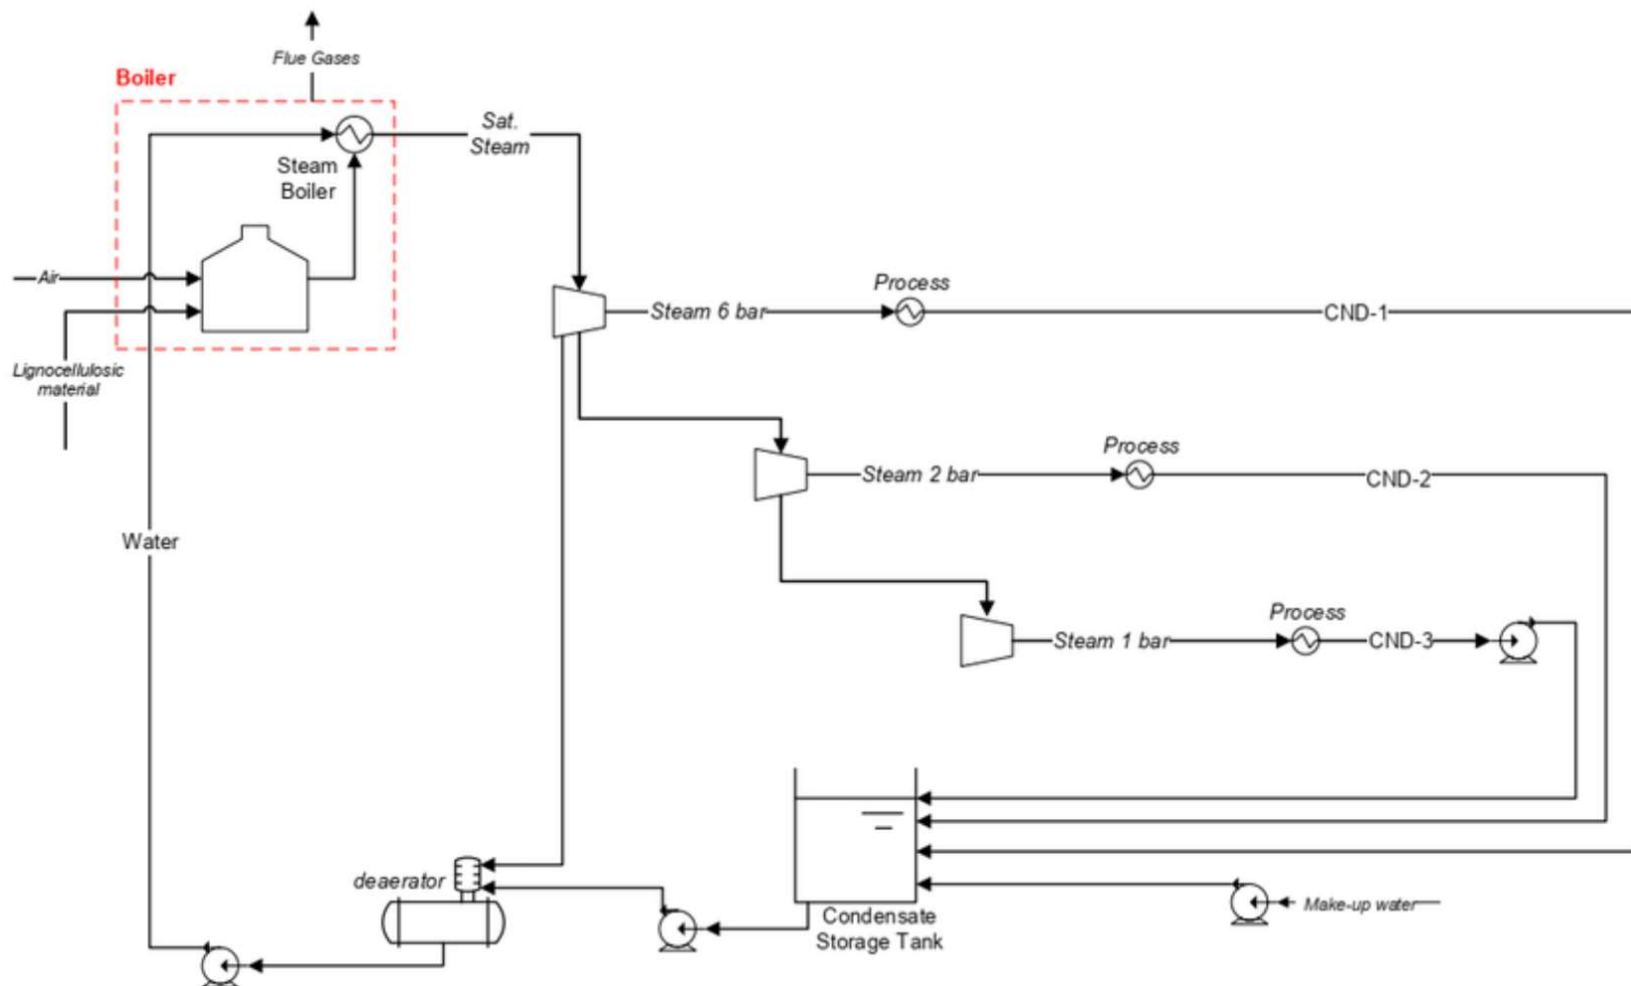 Flue Gases
Boiler
Sat.
Steam
Steam
Boiler
Air
Process
Steam 6 bar
CND-1
Lignocellulosic
material
Process
Steam 2 bar
CND-2
Water
Process
Steam 1 bar
CND-3
deaerator
Condensate
Storage Tank
Make-up water